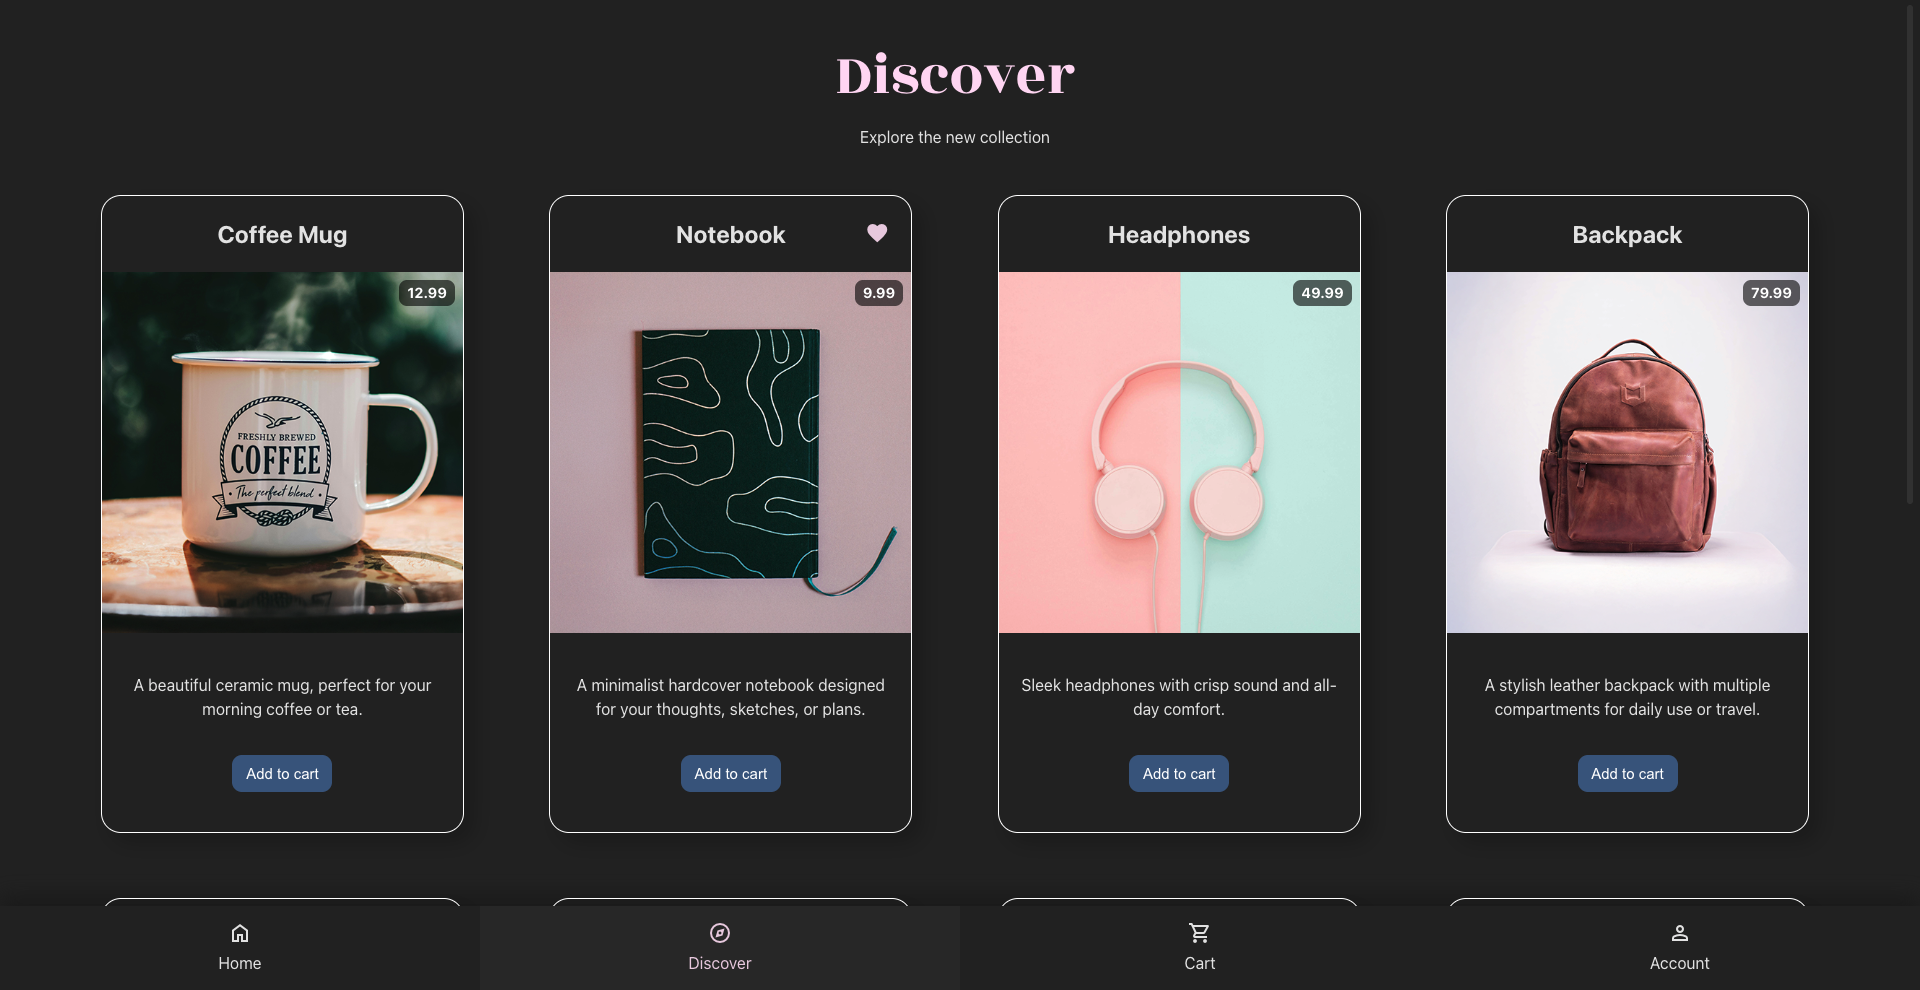 Discover
Explore the new collection
Coffee Mug
12.99
FRESHLY BREWED
COFFEE
The perfect blend
A beautiful ceramic mug, perfect for your
morning coffee or tea.
Add to cart
Notebook
9.99
A minimalist hardcover notebook designed
for your thoughts, sketches, or plans.
Add to cart
Headphones
49.99
Sleek headphones with crisp sound and all-
day comfort.
Add to cart
Backpack
79.99
A stylish leather backpack with multiple
compartments for daily use or travel.
Add to cart
Home
Discover
Cart
Account